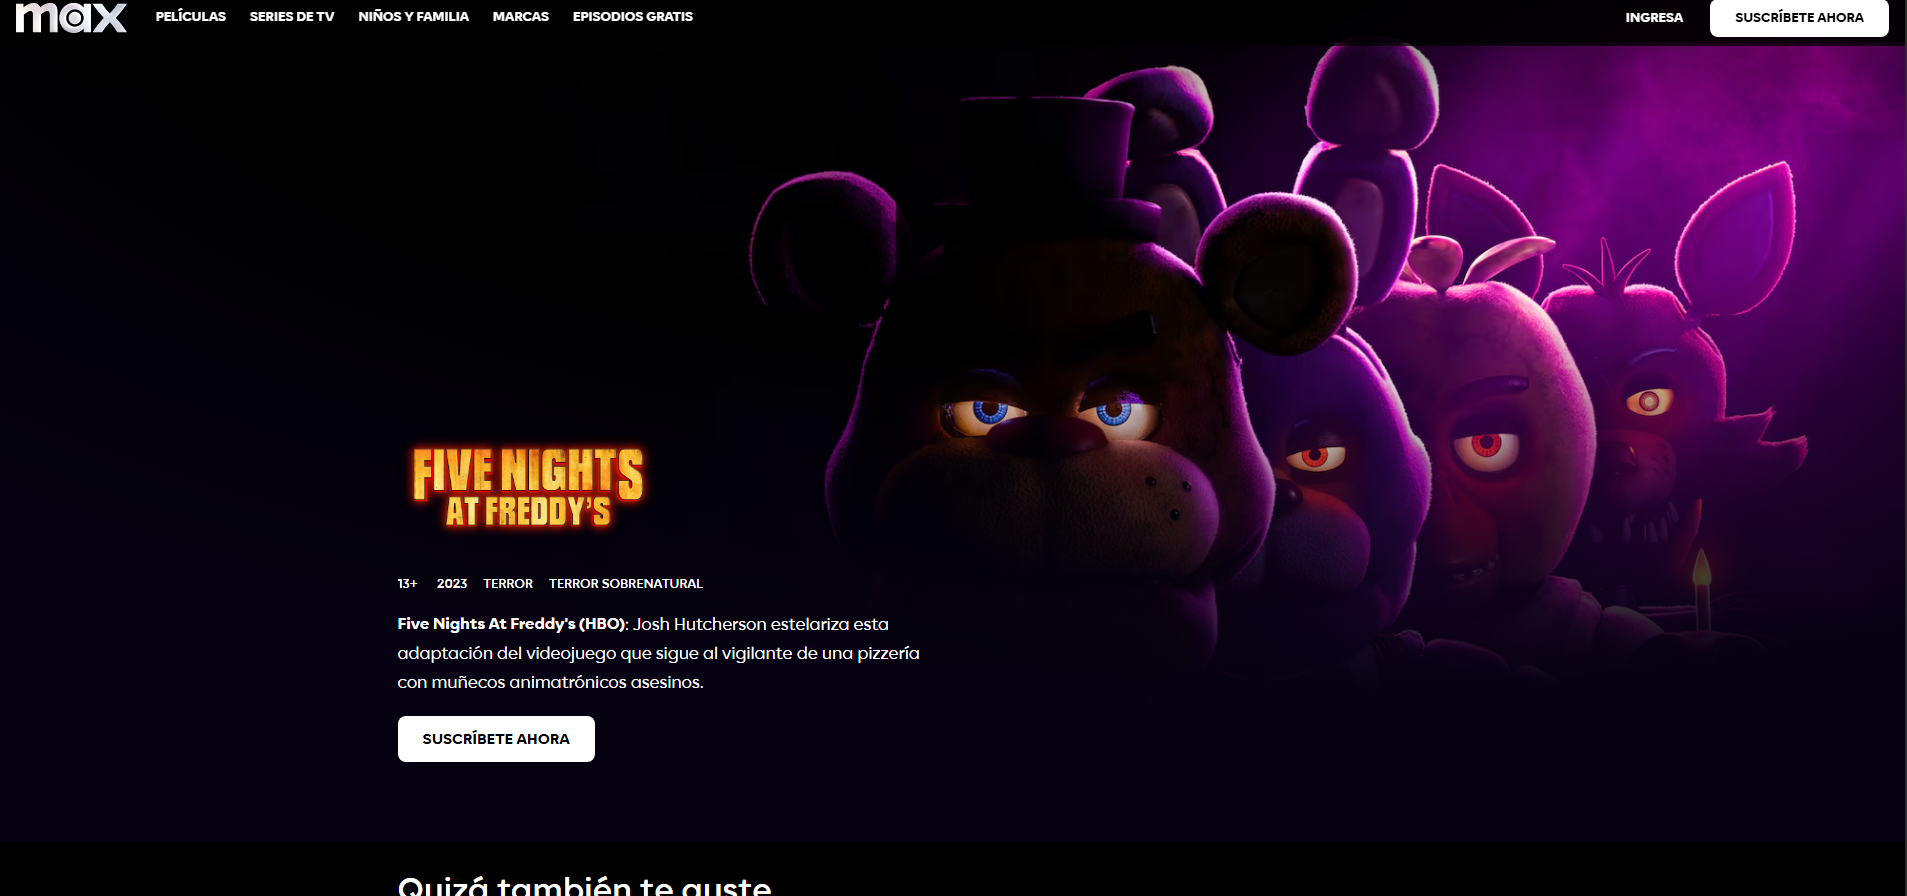 max
PELÍCULAS SERIES DE TV NIÑOS Y FAMILIA MARCAS EPISODIOS GRATIS
INGRESA
SUSCRÍBETE AHORA
FIVE NIGHTS
AT FREDDY'S
13+ 2023 TERROR TERROR SOBRENATURAL
Five Nights At Freddy's (HBO): Josh Hutcherson estelariza esta
adaptación del videojuego que sigue al vigilante de una pizzería
con muñecos animatrónicos asesinos.
SUSCRÍBETE AHORA
Quizá también te guste